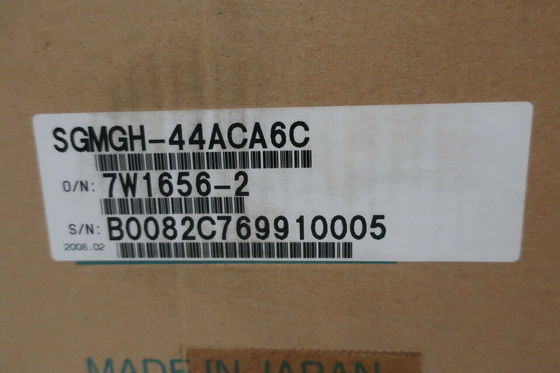 SGMGH-44ACA6C
O/N: 7W1656-2
S/N: B0082C769910005
2008.02
MADE IN JAPAN